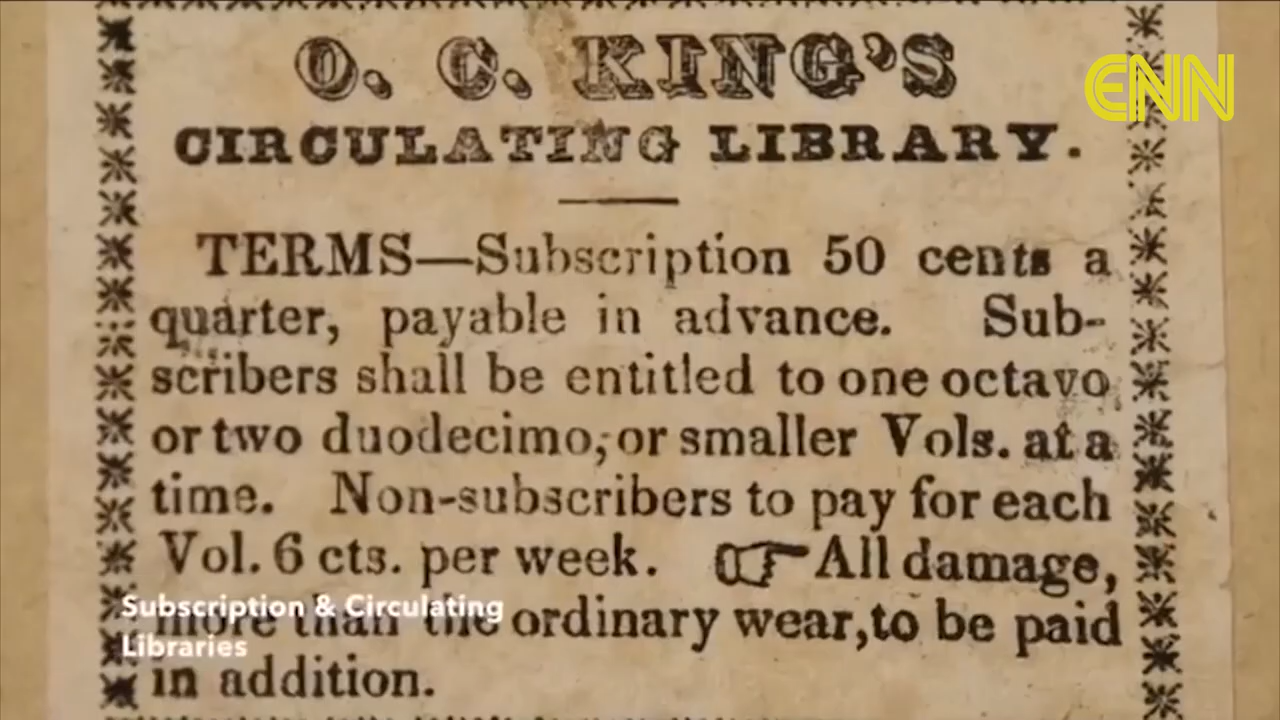 O. C. KING'S
CIRCULATING LIBRARY.
TERMS—Subscription 50 cents a
quarter, payable in advance. Sub-
scribers shall be entitled to one octavo
or two duodecimo, or smaller Vols. at a
time. Non-subscribers to pay for each
Vol. 6 cts. per week. ☞ All damage,
more than the ordinary wear, to be paid
in addition.
ENN
Subscription & Circulating
Libraries